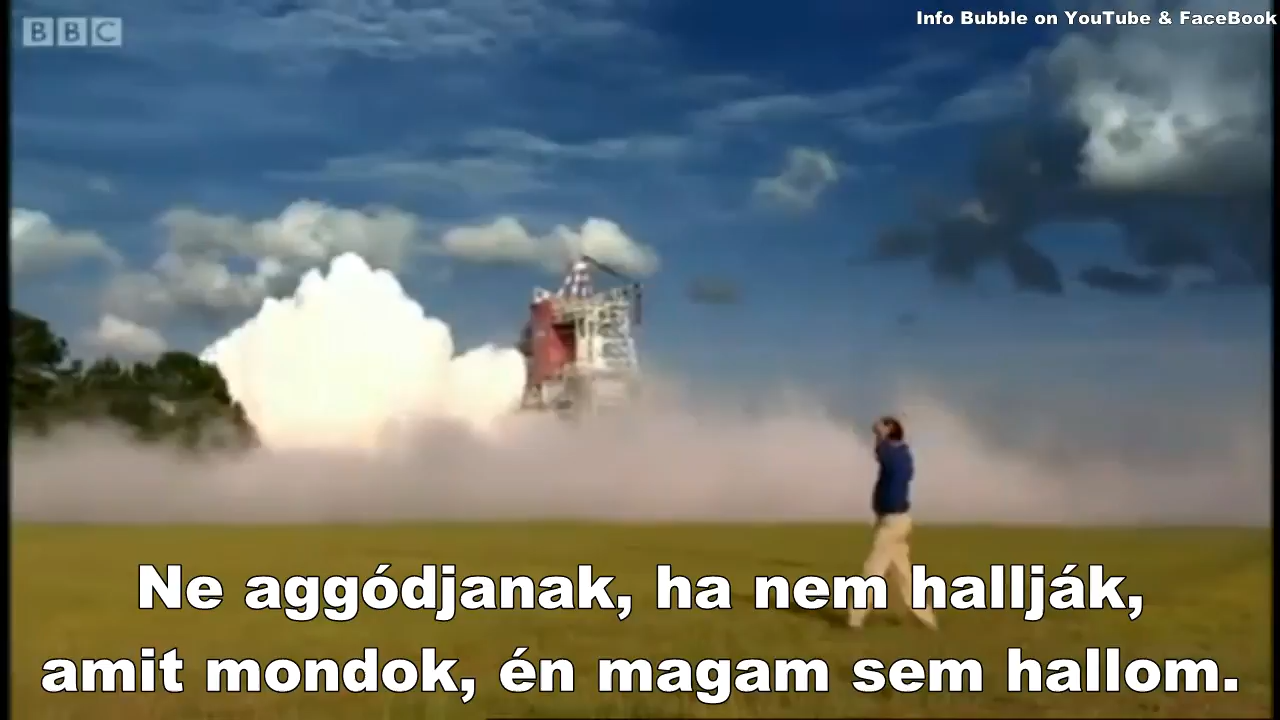 BBC
Info Bubble on YouTube & FaceBook
Ne aggódjanak, ha nem hallják,
amit mondok, én magam sem hallom.